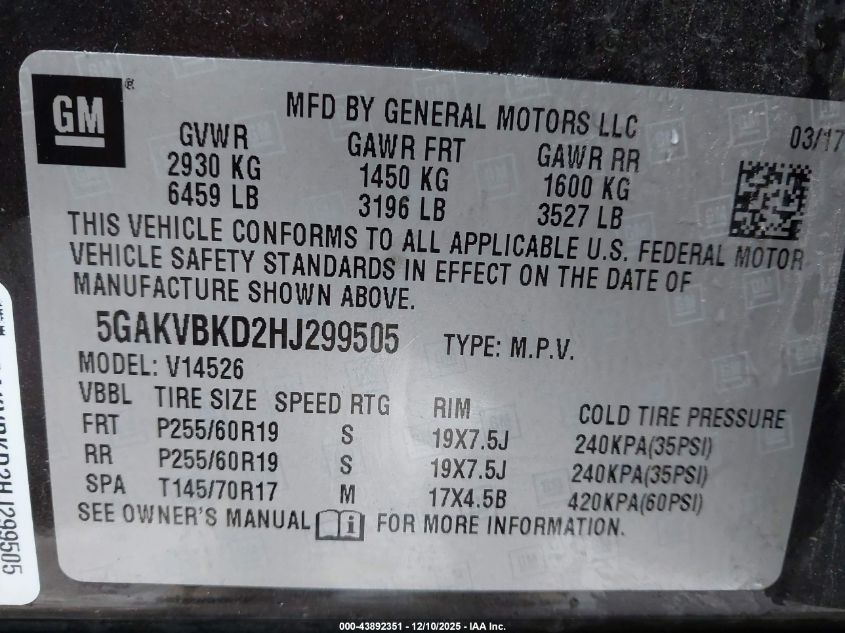 GM ®
MFD BY GENERAL MOTORS LLC
03/17
GVWR GAWR FRT GAWR RR
2930 KG 1450 KG 1600 KG
6459 LB 3196 LB 3527 LB
THIS VEHICLE CONFORMS TO ALL APPLICABLE U.S. FEDERAL MOTOR
VEHICLE SAFETY STANDARDS IN EFFECT ON THE DATE OF
MANUFACTURE SHOWN ABOVE.
5GAKVBKD2HJ299505 TYPE: M.P.V.
MODEL: V14526
VBBL TIRE SIZE SPEED RTG RIM COLD TIRE PRESSURE
FRT P255/60R19 S 19X7.5J 240KPA(35PSI)
RR P255/60R19 S 19X7.5J 240KPA(35PSI)
SPA T145/70R17 M 17X4.5B 420KPA(60PSI)
SEE OWNER'S MANUAL i FOR MORE INFORMATION.
000-43892351 - 12/10/2025 - IAA Inc.